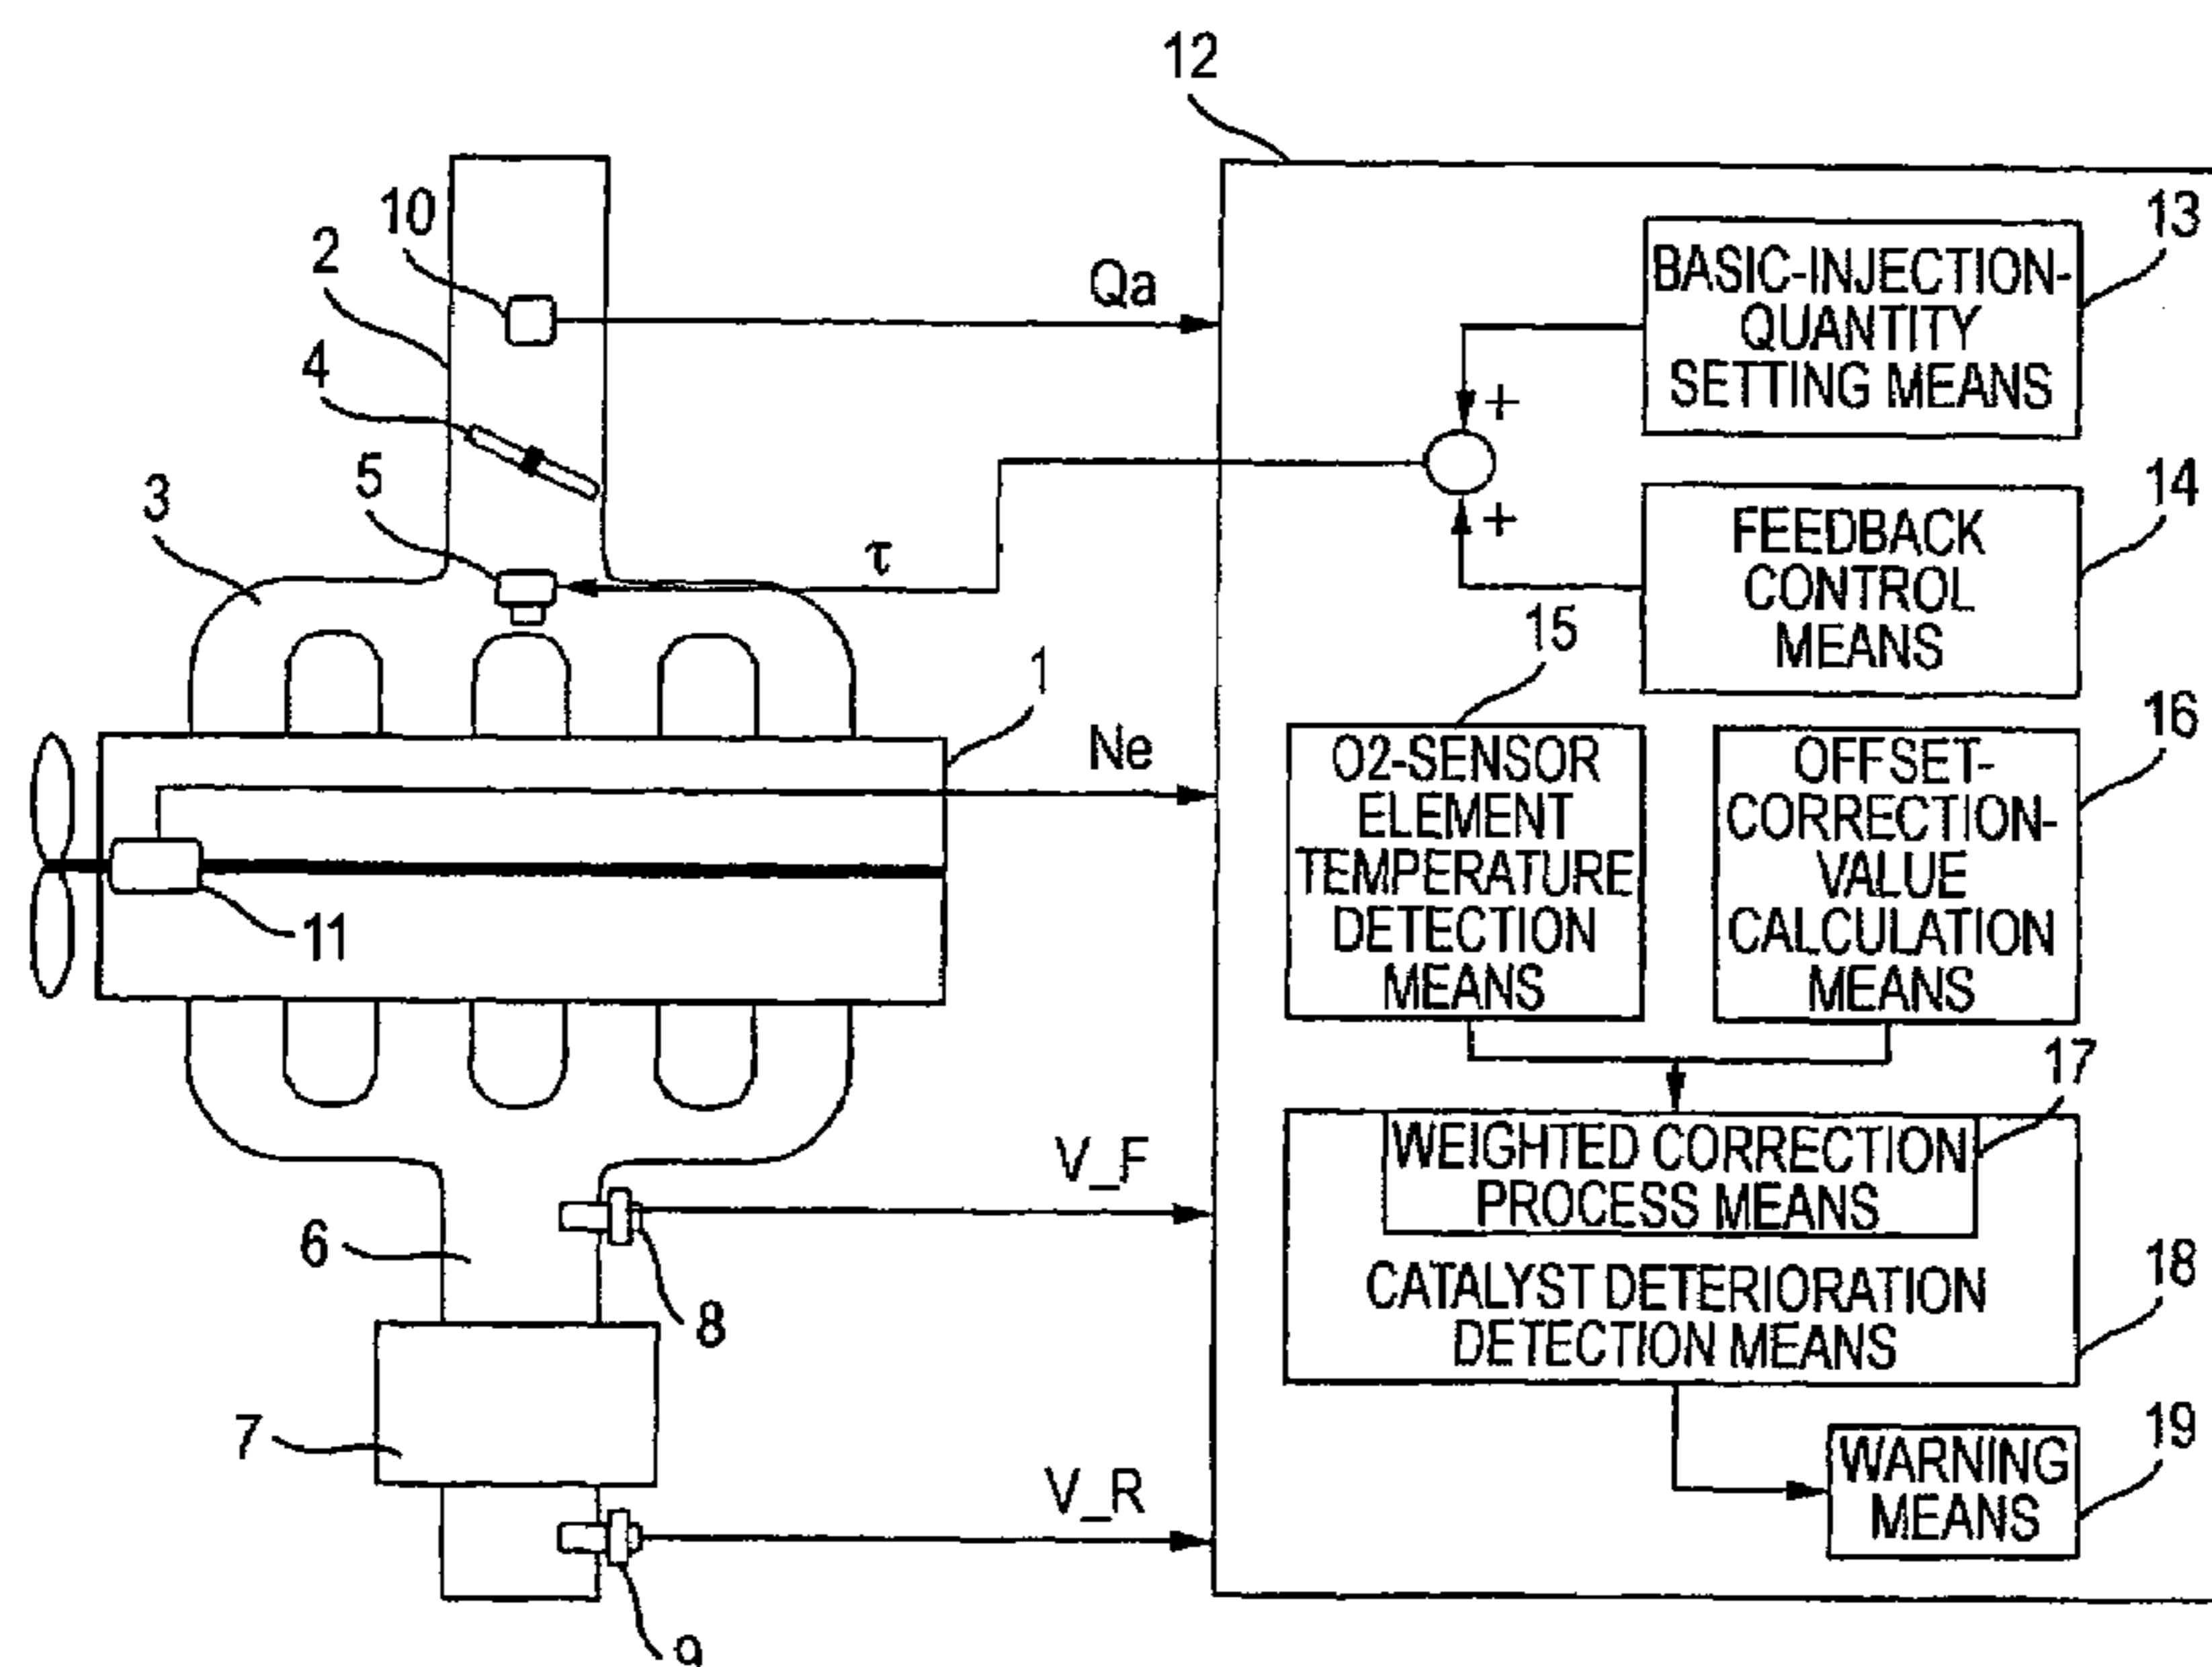 12
10
2
4
5
3
Qa
τ
1
Ne
11
V_F
6
8
7
V_R
9
13
BASIC-INJECTION-
QUANTITY
SETTING MEANS
+
+
14
FEEDBACK
CONTROL
MEANS
15
O2-SENSOR
ELEMENT
TEMPERATURE
DETECTION
MEANS
16
OFFSET-
CORRECTION-
VALUE
CALCULATION
MEANS
17
WEIGHTED CORRECTION
PROCESS MEANS
18
CATALYST DETERIORATION
DETECTION MEANS
19
WARNING
MEANS